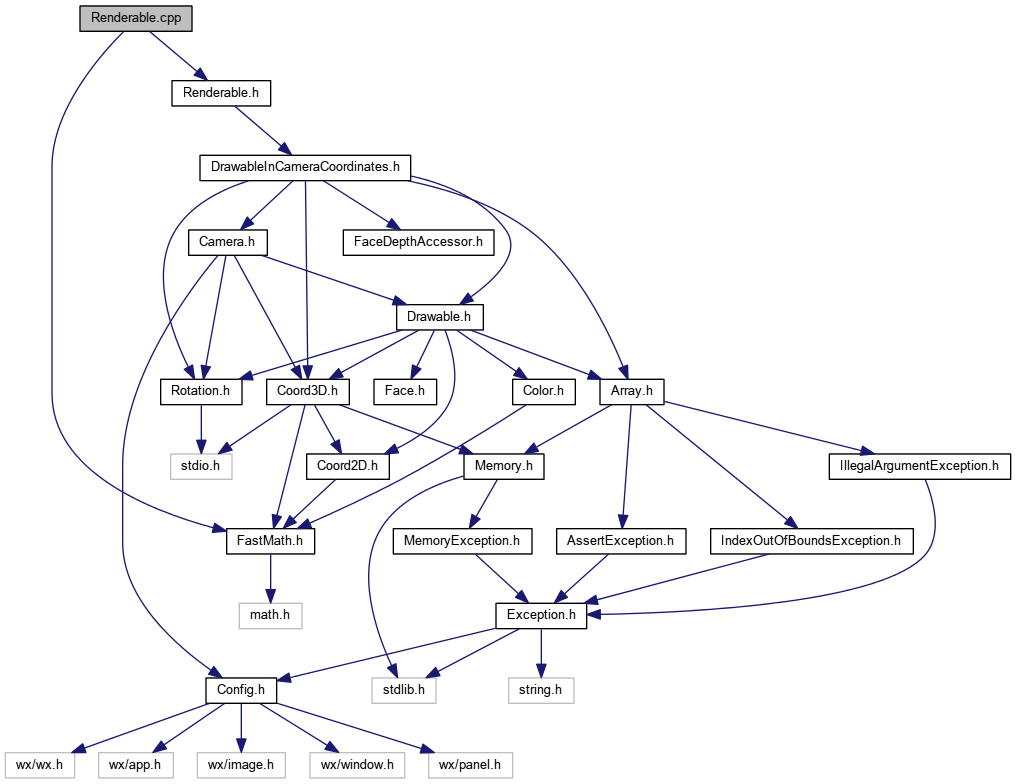 Renderable.cpp
Renderable.h
DrawableInCameraCoordinates.h
Camera.h
FaceDepthAccessor.h
Drawable.h
Rotation.h
Coord3D.h
Face.h
Color.h
Array.h
stdio.h
Coord2D.h
Memory.h
IllegalArgumentException.h
FastMath.h
MemoryException.h
AssertException.h
IndexOutOfBoundsException.h
math.h
Exception.h
Config.h
stdlib.h
string.h
wx/wx.h
wx/app.h
wx/image.h
wx/window.h
wx/panel.h